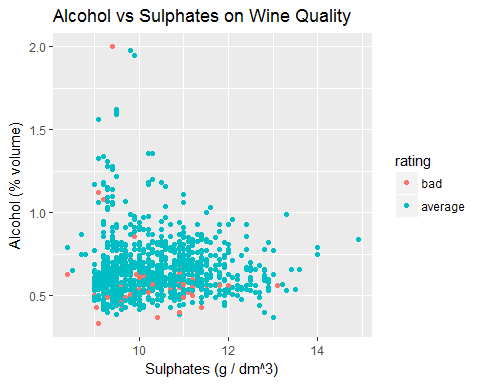 Alcohol vs Sulphates on Wine Quality
Alcohol (% volume)
2.0
1.5
1.0
0.5
10
12
14
Sulphates (g / dm^3)
rating
bad
average